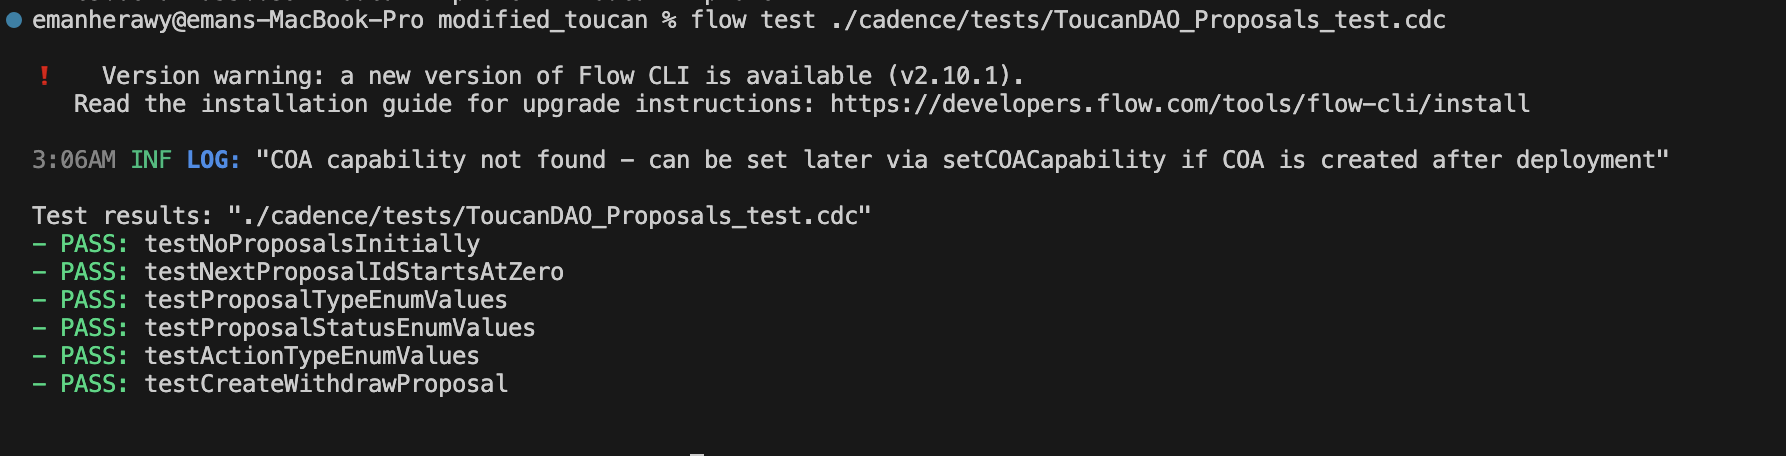 emanherawy@emans-MacBook-Pro modified_toucan % flow test ./cadence/tests/ToucanDAO_Proposals_test.cdc
❗ Version warning: a new version of Flow CLI is available (v2.10.1).
Read the installation guide for upgrade instructions: https://developers.flow.com/tools/flow-cli/install
3:06AM INF LOG: "COA capability not found - can be set later via setCOACapability if COA is created after deployment"
Test results: "./cadence/tests/ToucanDAO_Proposals_test.cdc"
- PASS: testNoProposalsInitially
- PASS: testNextProposalIdStartsAtZero
- PASS: testProposalTypeEnumValues
- PASS: testProposalStatusEnumValues
- PASS: testActionTypeEnumValues
- PASS: testCreateWithdrawProposal